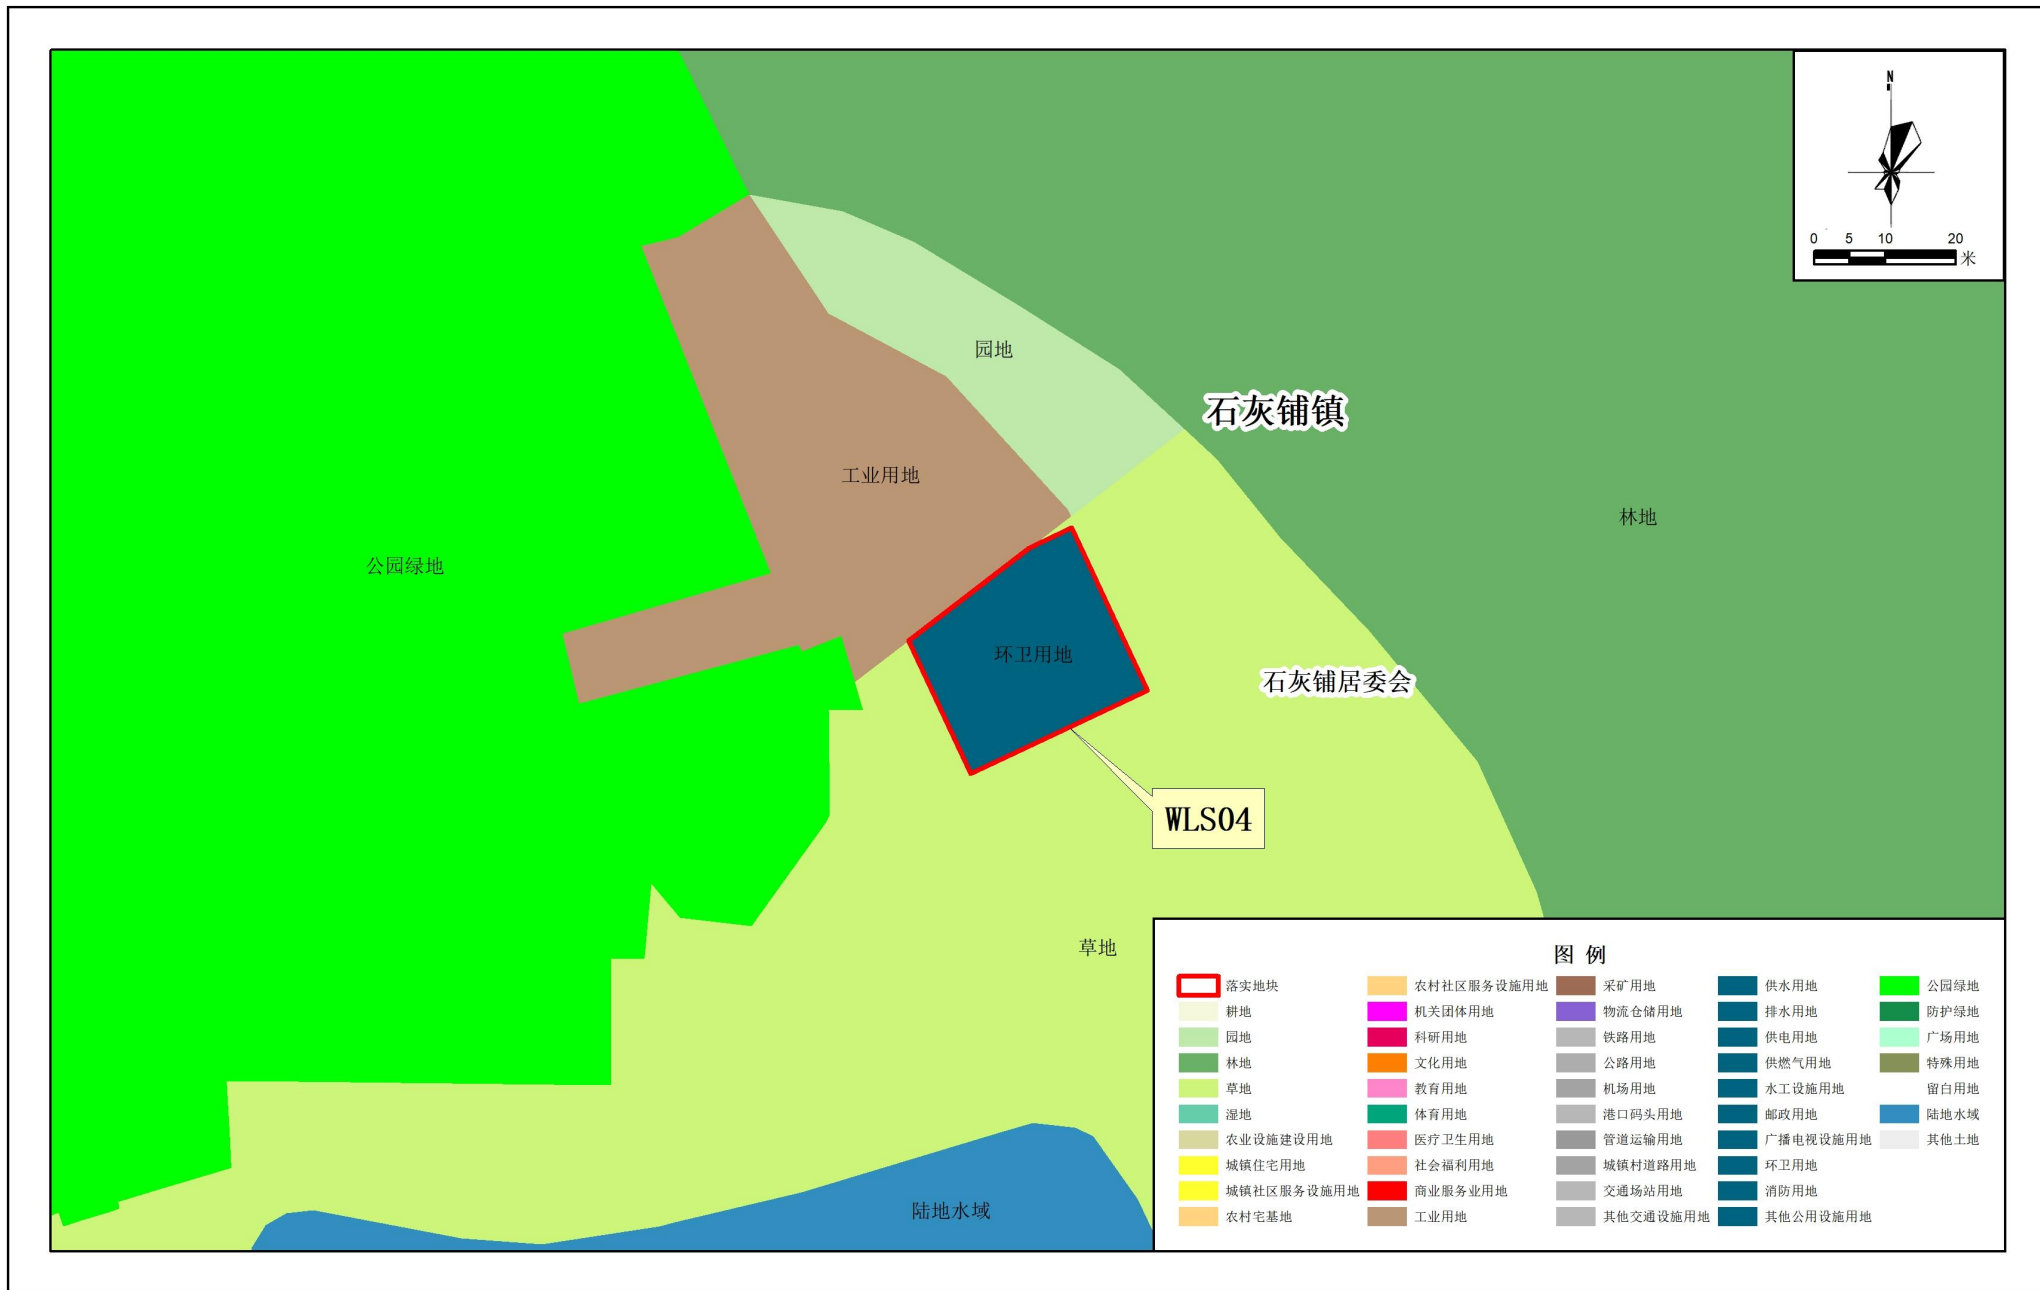 N
0 5 10 20
米
园地
石灰铺镇
工业用地
林地
公园绿地
环卫用地
石灰铺居委会
WLS04
草地
陆地水域
图 例
落实地块
耕地
园地
林地
草地
湿地
农业设施建设用地
城镇住宅用地
城镇社区服务设施用地
农村宅基地
农村社区服务设施用地
机关团体用地
科研用地
文化用地
教育用地
体育用地
医疗卫生用地
社会福利用地
商业服务业用地
工业用地
采矿用地
物流仓储用地
铁路用地
公路用地
机场用地
港口码头用地
管道运输用地
城镇村道路用地
交通场站用地
其他交通设施用地
供水用地
排水用地
供电用地
供燃气用地
水工设施用地
邮政用地
广播电视设施用地
环卫用地
消防用地
其他公用设施用地
公园绿地
防护绿地
广场用地
特殊用地
留白用地
陆地水域
其他土地